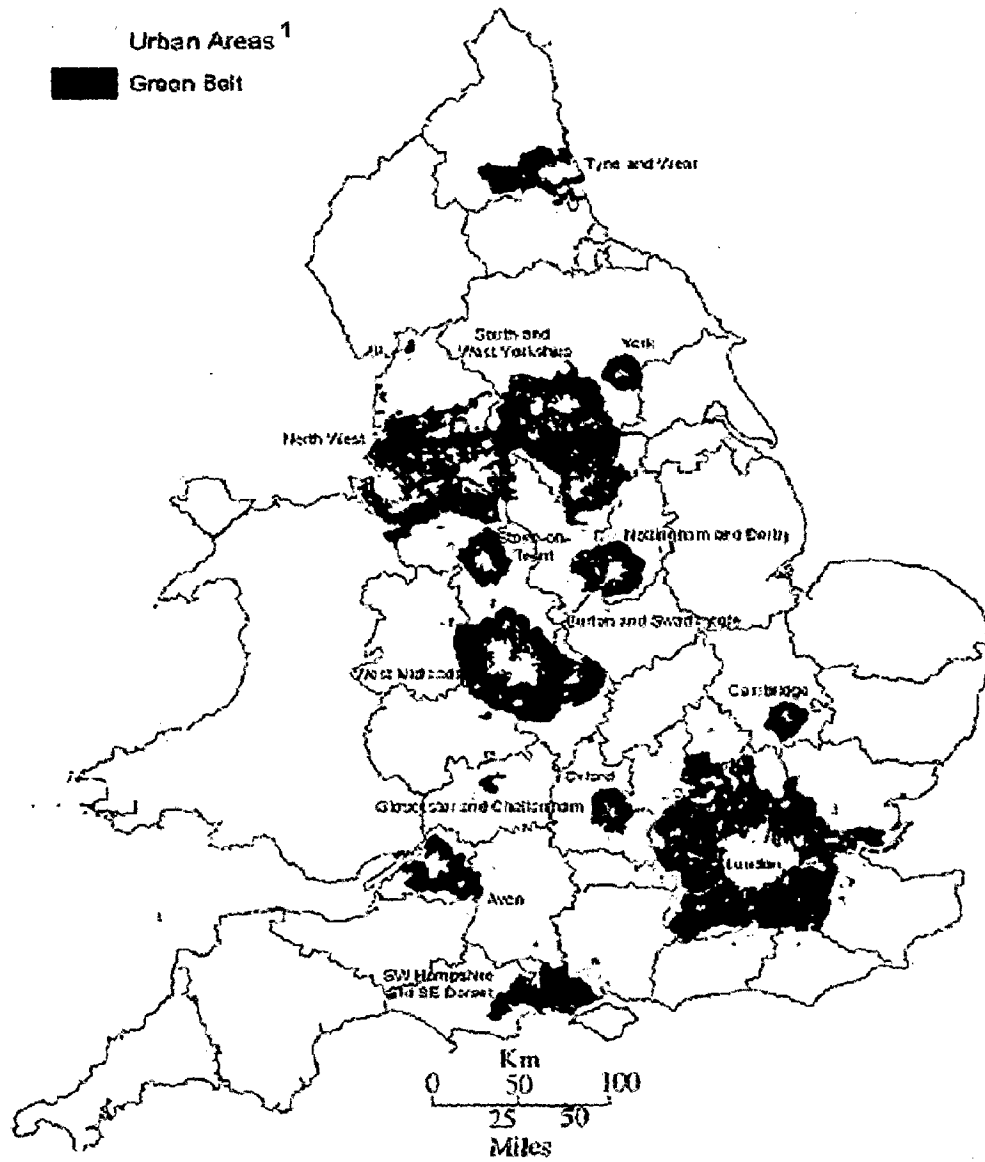 Urban Areas 1
Green Belt
Tyne and Wear
South and
West Yorkshire
York
North West
Stoke-on-
Trent
Nottingham and Derby
Burton and Swadlincote
West Midlands
Cambridge
Oxford
Gloucester and Cheltenham
London
Avon
SW Hampshire
and SE Dorset
Km
0 50 100
25 50
Miles